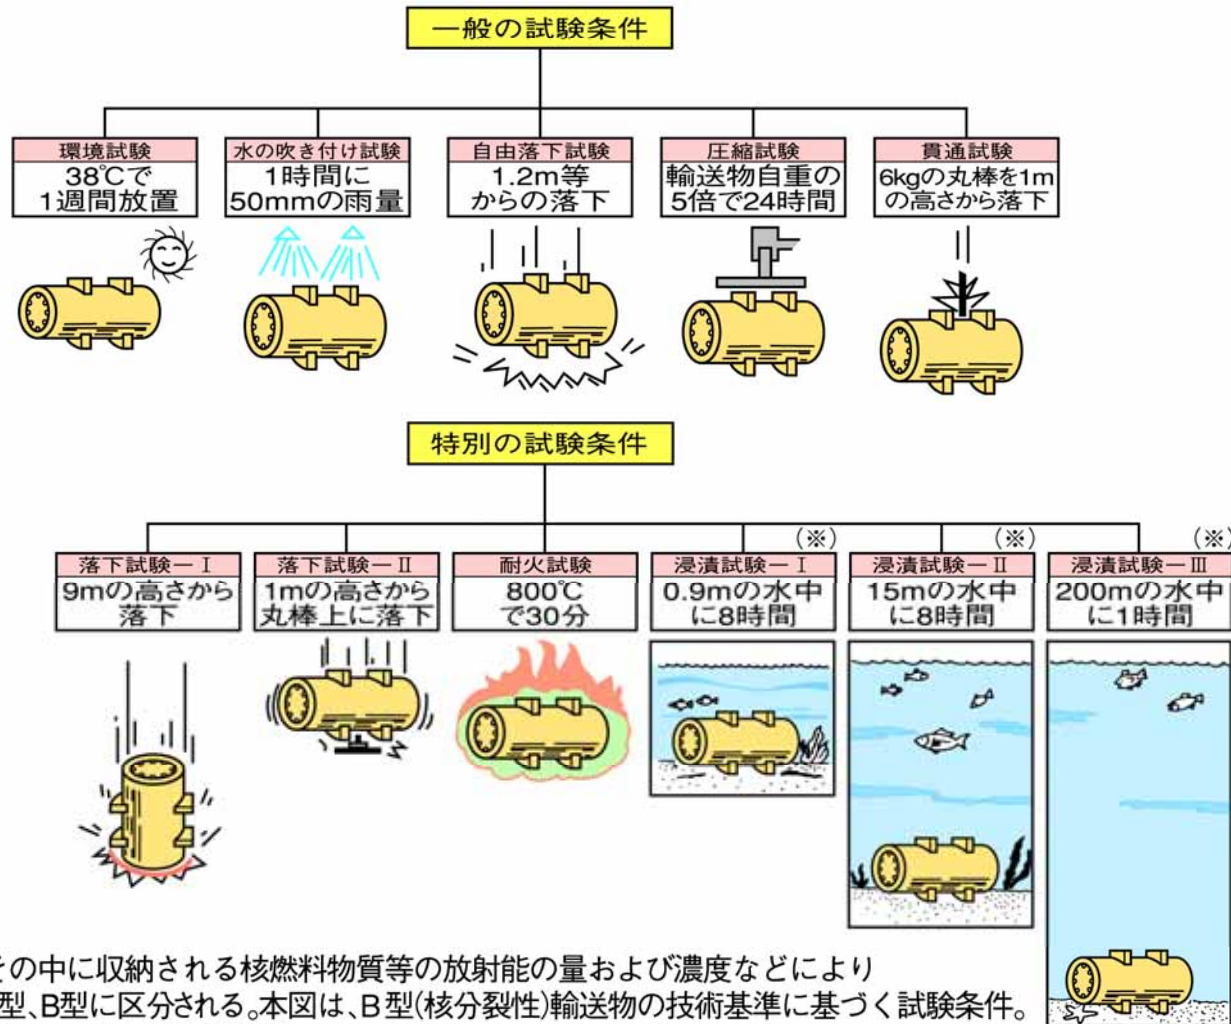 一般の試験条件
環境試験
38℃で
1週間放置
水の吹き付け試験
1時間に
50mmの雨量
自由落下試験
1.2m等
からの落下
圧縮試験
輸送物自重の
5倍で24時間
貫通試験
6kgの丸棒を1m
の高さから落下
特別の試験条件
落下試験ーⅠ
9mの高さから
落下
落下試験ーⅡ
1mの高さから
丸棒上に落下
耐火試験
800℃
で30分
(※)
浸漬試験ーⅠ
0.9mの水中
に8時間
(※)
浸漬試験ーⅡ
15mの水中
に8時間
(※)
浸漬試験ーⅢ
200mの水中
に1時間
その中に収納される核燃料物質等の放射能の量および濃度などにより
型、B型に区分される。本図は、B型(核分裂性)輸送物の技術基準に基づく試験条件。